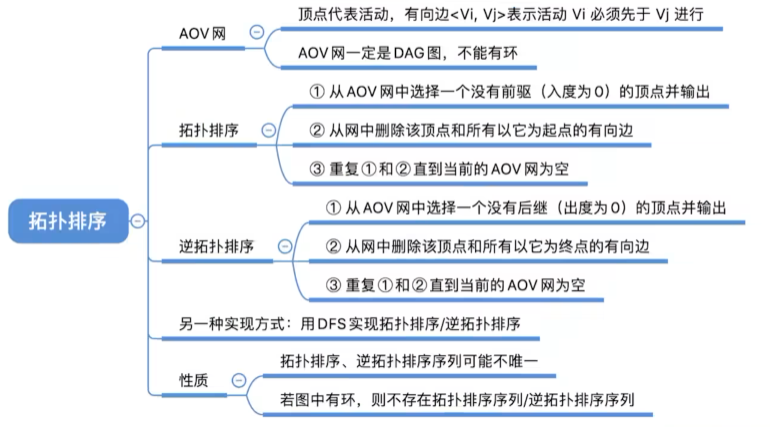 拓扑排序
AOV网
顶点代表活动，有向边<Vi, Vj>表示活动 Vi 必须先于 Vj 进行
AOV网一定是DAG图，不能有环
拓扑排序
① 从AOV网中选择一个没有前驱（入度为0）的顶点并输出
② 从网中删除该顶点和所有以它为起点的有向边
③ 重复①和②直到当前的AOV网为空
逆拓扑排序
① 从AOV网中选择一个没有后继（出度为0）的顶点并输出
② 从网中删除该顶点和所有以它为终点的有向边
③ 重复①和②直到当前的AOV网为空
另一种实现方式：用DFS实现拓扑排序/逆拓扑排序
性质
拓扑排序、逆拓扑排序序列可能不唯一
若图中有环，则不存在拓扑排序序列/逆拓扑排序序列